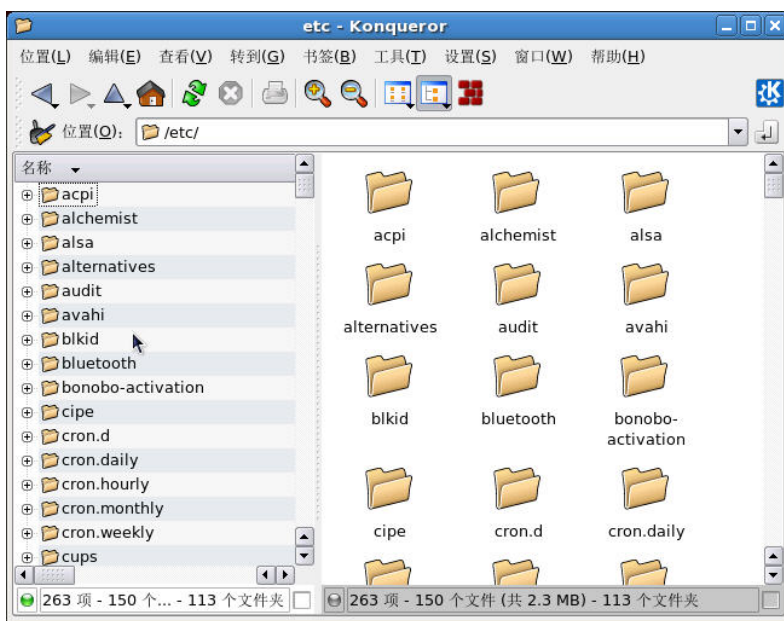 etc - Konqueror
位置(L) 编辑(E) 查看(V) 转到(G) 书签(B) 工具(T) 设置(S) 窗口(W) 帮助(H)
位置(O): /etc/
名称
acpi
alchemist
alsa
alternatives
audit
avahi
blkid
bluetooth
bonobo-activation
cipe
cron.d
cron.daily
cron.hourly
cron.monthly
cron.weekly
cups
263 项 - 150 个... - 113 个文件夹
acpi alchemist alsa
alternatives audit avahi
blkid bluetooth bonobo-
activation
cipe cron.d cron.daily
263 项 - 150 个文件 (共 2.3 MB) - 113 个文件夹